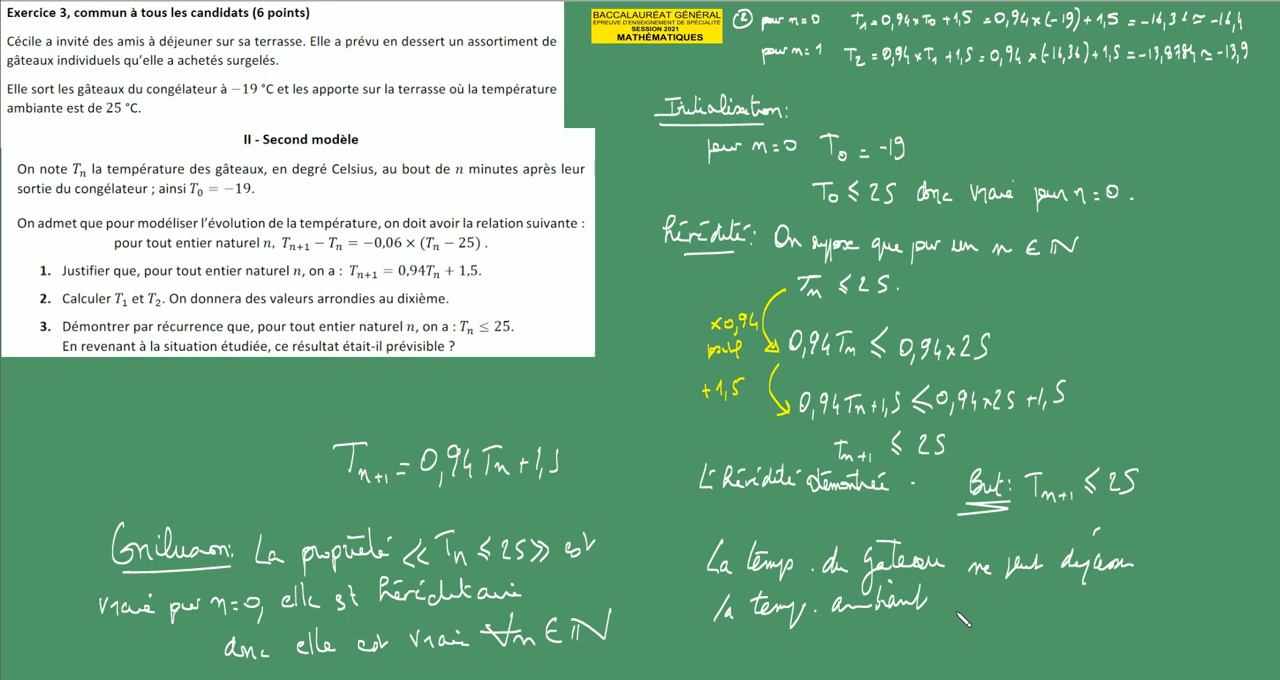 Exercice 3, commun à tous les candidats (6 points)
Cécile a invité des amis à déjeuner sur sa terrasse. Elle a prévu en dessert un assortiment de
gâteaux individuels qu'elle a achetés surgelés.
Elle sort les gâteaux du congélateur à −19 °C et les apporte sur la terrasse où la température
ambiante est de 25 °C.
II - Second modèle
On note Tn la température des gâteaux, en degré Celsius, au bout de n minutes après leur
sortie du congélateur ; ainsi T0 = −19.
On admet que pour modéliser l'évolution de la température, on doit avoir la relation suivante :
pour tout entier naturel n, Tn+1 − Tn = −0,06 × (Tn − 25) .
1. Justifier que, pour tout entier naturel n, on a : Tn+1 = 0,94Tn + 1,5.
2. Calculer T1 et T2. On donnera des valeurs arrondies au dixième.
3. Démontrer par récurrence que, pour tout entier naturel n, on a : Tn ≤ 25.
En revenant à la situation étudiée, ce résultat était-il prévisible ?
BACCALAURÉAT GÉNÉRAL
ÉPREUVE D'ENSEIGNEMENT DE SPÉCIALITÉ
SESSION 2021
MATHÉMATIQUES
② pour n=0 T1=0,94×T0+1,5 =0,94×(-19)+1,5 =-16,36≈-16,4
pour n=1 T2=0,94×T1+1,5=0,94×(-16,36)+1,5=-13,8784≈-13,9
Initialisation:
pour n=0 T0 = -19
T0 ≤ 25 donc vraie pour n=0.
hérédité: On suppose que pour un n ∈ ℕ
Tn ≤ 25.
×0,94
0,94Tn ≤ 0,94×25
+1,5
0,94Tn+1,5 ≤ 0,94×25+1,5
Tn+1 ≤ 25
L'hérédité démontrée. But: Tn+1 ≤ 25
La temp. du gâteau ne peut dépasser
la temp. ambiant
Tn+1 = 0,94Tn+1,5
Conclusion: La propriété << Tn ≤ 25 >> est
vraie pour n=0, elle est héréditaire
donc elle est vraie ∀n ∈ ℕ